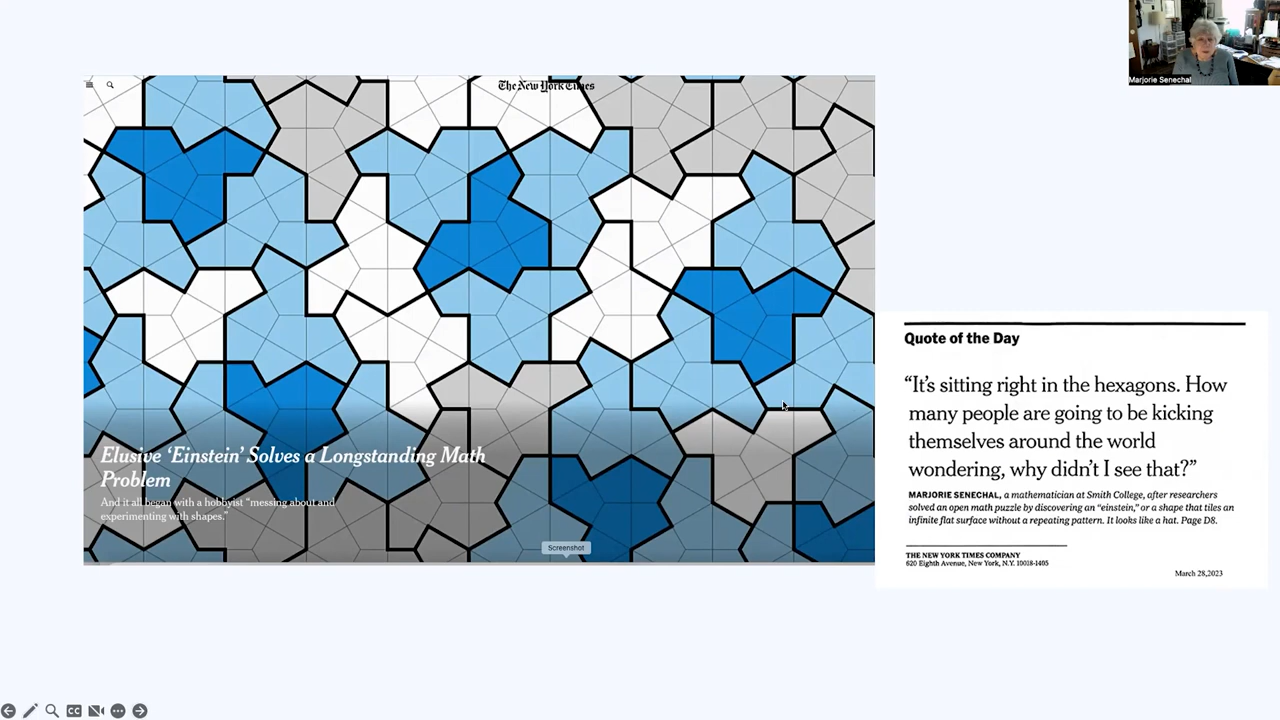 Marjorie Senechal
The New York Times
Elusive ‘Einstein’ Solves a Longstanding Math
Problem
And it all began with a hobbyist “messing about and
experimenting with shapes.”
Screenshot
Quote of the Day
“It’s sitting right in the hexagons. How
many people are going to be kicking
themselves around the world
wondering, why didn’t I see that?”
MARJORIE SENECHAL, a mathematician at Smith College, after researchers
solved an open math puzzle by discovering an “einstein,” or a shape that tiles an
infinite flat surface without a repeating pattern. It looks like a hat. Page D8.
THE NEW YORK TIMES COMPANY
620 Eighth Avenue, New York, N.Y. 10018-1405
March 28,2023
CC